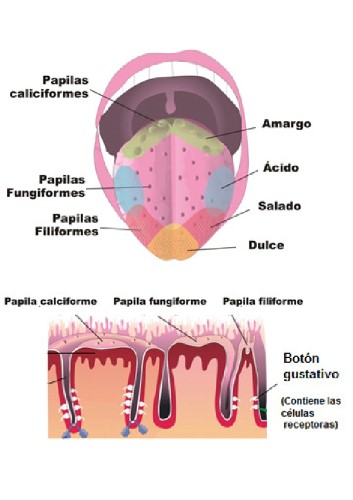 Papilas
caliciformes
Amargo
Ácido
Papilas
Fungiformes
Salado
Papilas
Filiformes
Dulce
Papila calciforme Papila fungiforme Papila filiforme
Botón
gustativo
(Contiene las
células
receptoras)